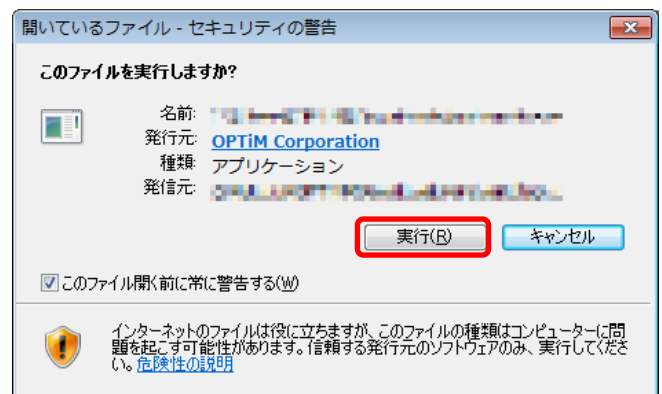 開いているファイル - セキュリティの警告
このファイルを実行しますか?
名前:
発行元: OPTiM Corporation
種類: アプリケーション
発信元:
実行(R) キャンセル
このファイル開く前に常に警告する(W)
インターネットのファイルは役に立ちますが、このファイルの種類はコンピューターに問
題を起こす可能性があります。信頼する発行元のソフトウェアのみ、実行してくださ
い。危険性の説明